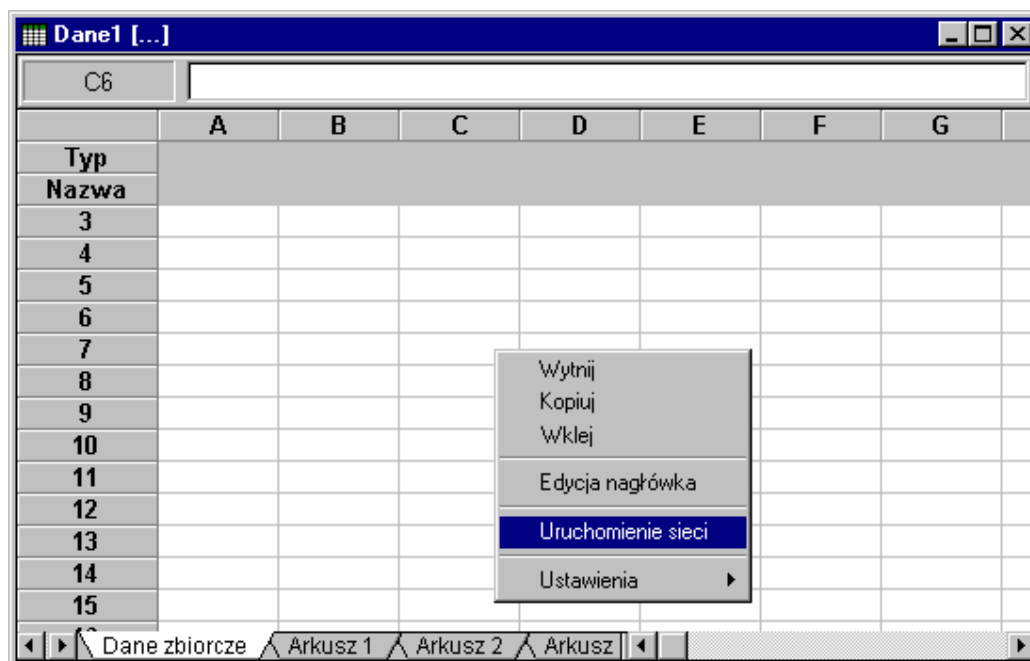 Dane1 [...]
C6
A B C D E F G
Typ
Nazwa
3
4
5
6
7
8
9
10
11
12
13
14
15
Wytnij
Kopiuj
Wklej
Edycja nagłówka
Uruchomienie sieci
Ustawienia
Dane zbiorcze Arkusz 1 Arkusz 2 Arkusz